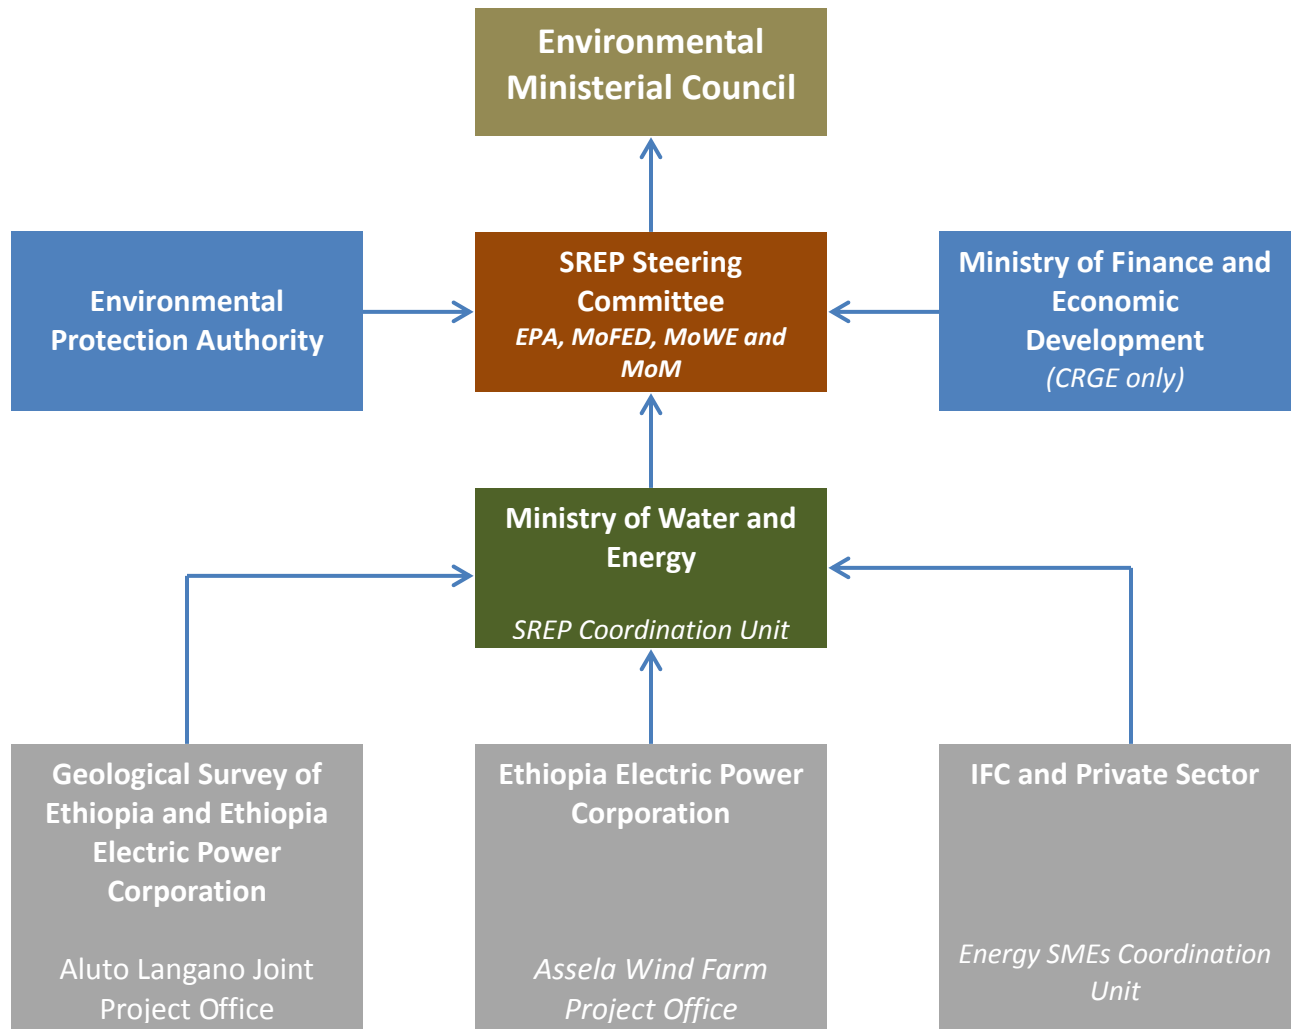 Environmental
Ministerial Council
Environmental
Protection Authority
SREP Steering
Committee
EPA, MoFED, MoWE and
MoM
Ministry of Finance and
Economic
Development
(CRGE only)
Ministry of Water and
Energy
SREP Coordination Unit
Geological Survey of
Ethiopia and Ethiopia
Electric Power
Corporation
Aluto Langano Joint
Project Office
Ethiopia Electric Power
Corporation
Assela Wind Farm
Project Office
IFC and Private Sector
Energy SMEs Coordination
Unit